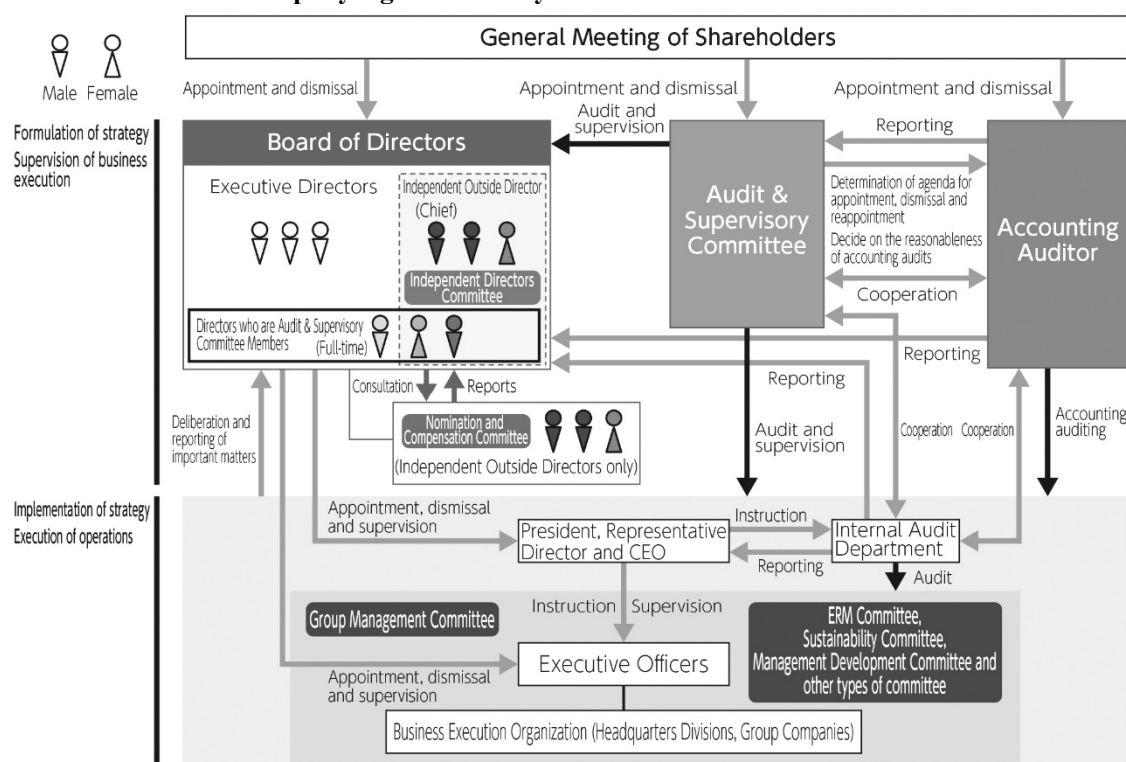 General Meeting of Shareholders
Male Female
Appointment and dismissal
Appointment and dismissal
Appointment and dismissal
Formulation of strategy
Supervision of business
execution
Board of Directors
Executive Directors
Independent Outside Director
(Chief)
Independent Directors
Committee
Directors who are Audit & Supervisory
Committee Members
(Full-time)
Audit and
supervision
Audit &
Supervisory
Committee
Reporting
Determination of agenda for
appointment, dismissal and
reappointment
Decide on the reasonableness
of accounting audits
Cooperation
Accounting
Auditor
Reporting
Reporting
Consultation
Reports
Nomination and
Compensation Committee
(Independent Outside Directors only)
Deliberation and
reporting of
important matters
Audit and
supervision
Cooperation
Cooperation
Accounting
auditing
Implementation of strategy
Execution of operations
Appointment, dismissal
and supervision
President, Representative
Director and CEO
Instruction
Reporting
Internal Audit
Department
Audit
Group Management Committee
Instruction
Supervision
ERM Committee,
Sustainability Committee,
Management Development Committee and
other types of committee
Appointment, dismissal
and supervision
Executive Officers
Business Execution Organization (Headquarters Divisions, Group Companies)